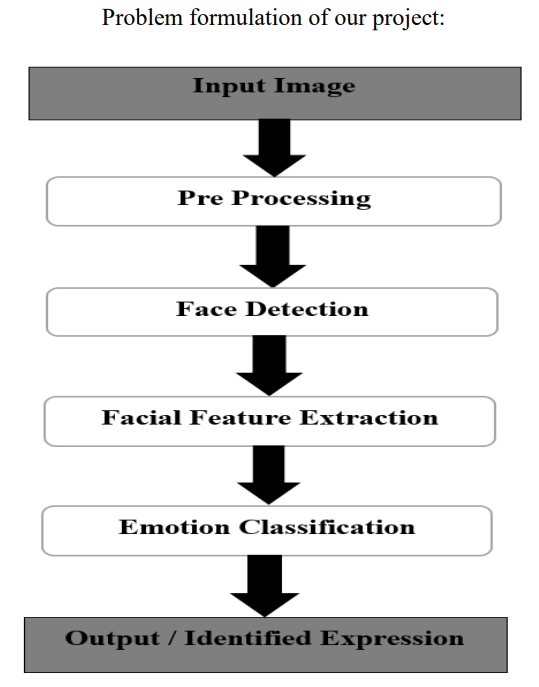 Problem formulation of our project:
Input Image
Pre Processing
Face Detection
Facial Feature Extraction
Emotion Classification
Output / Identified Expression